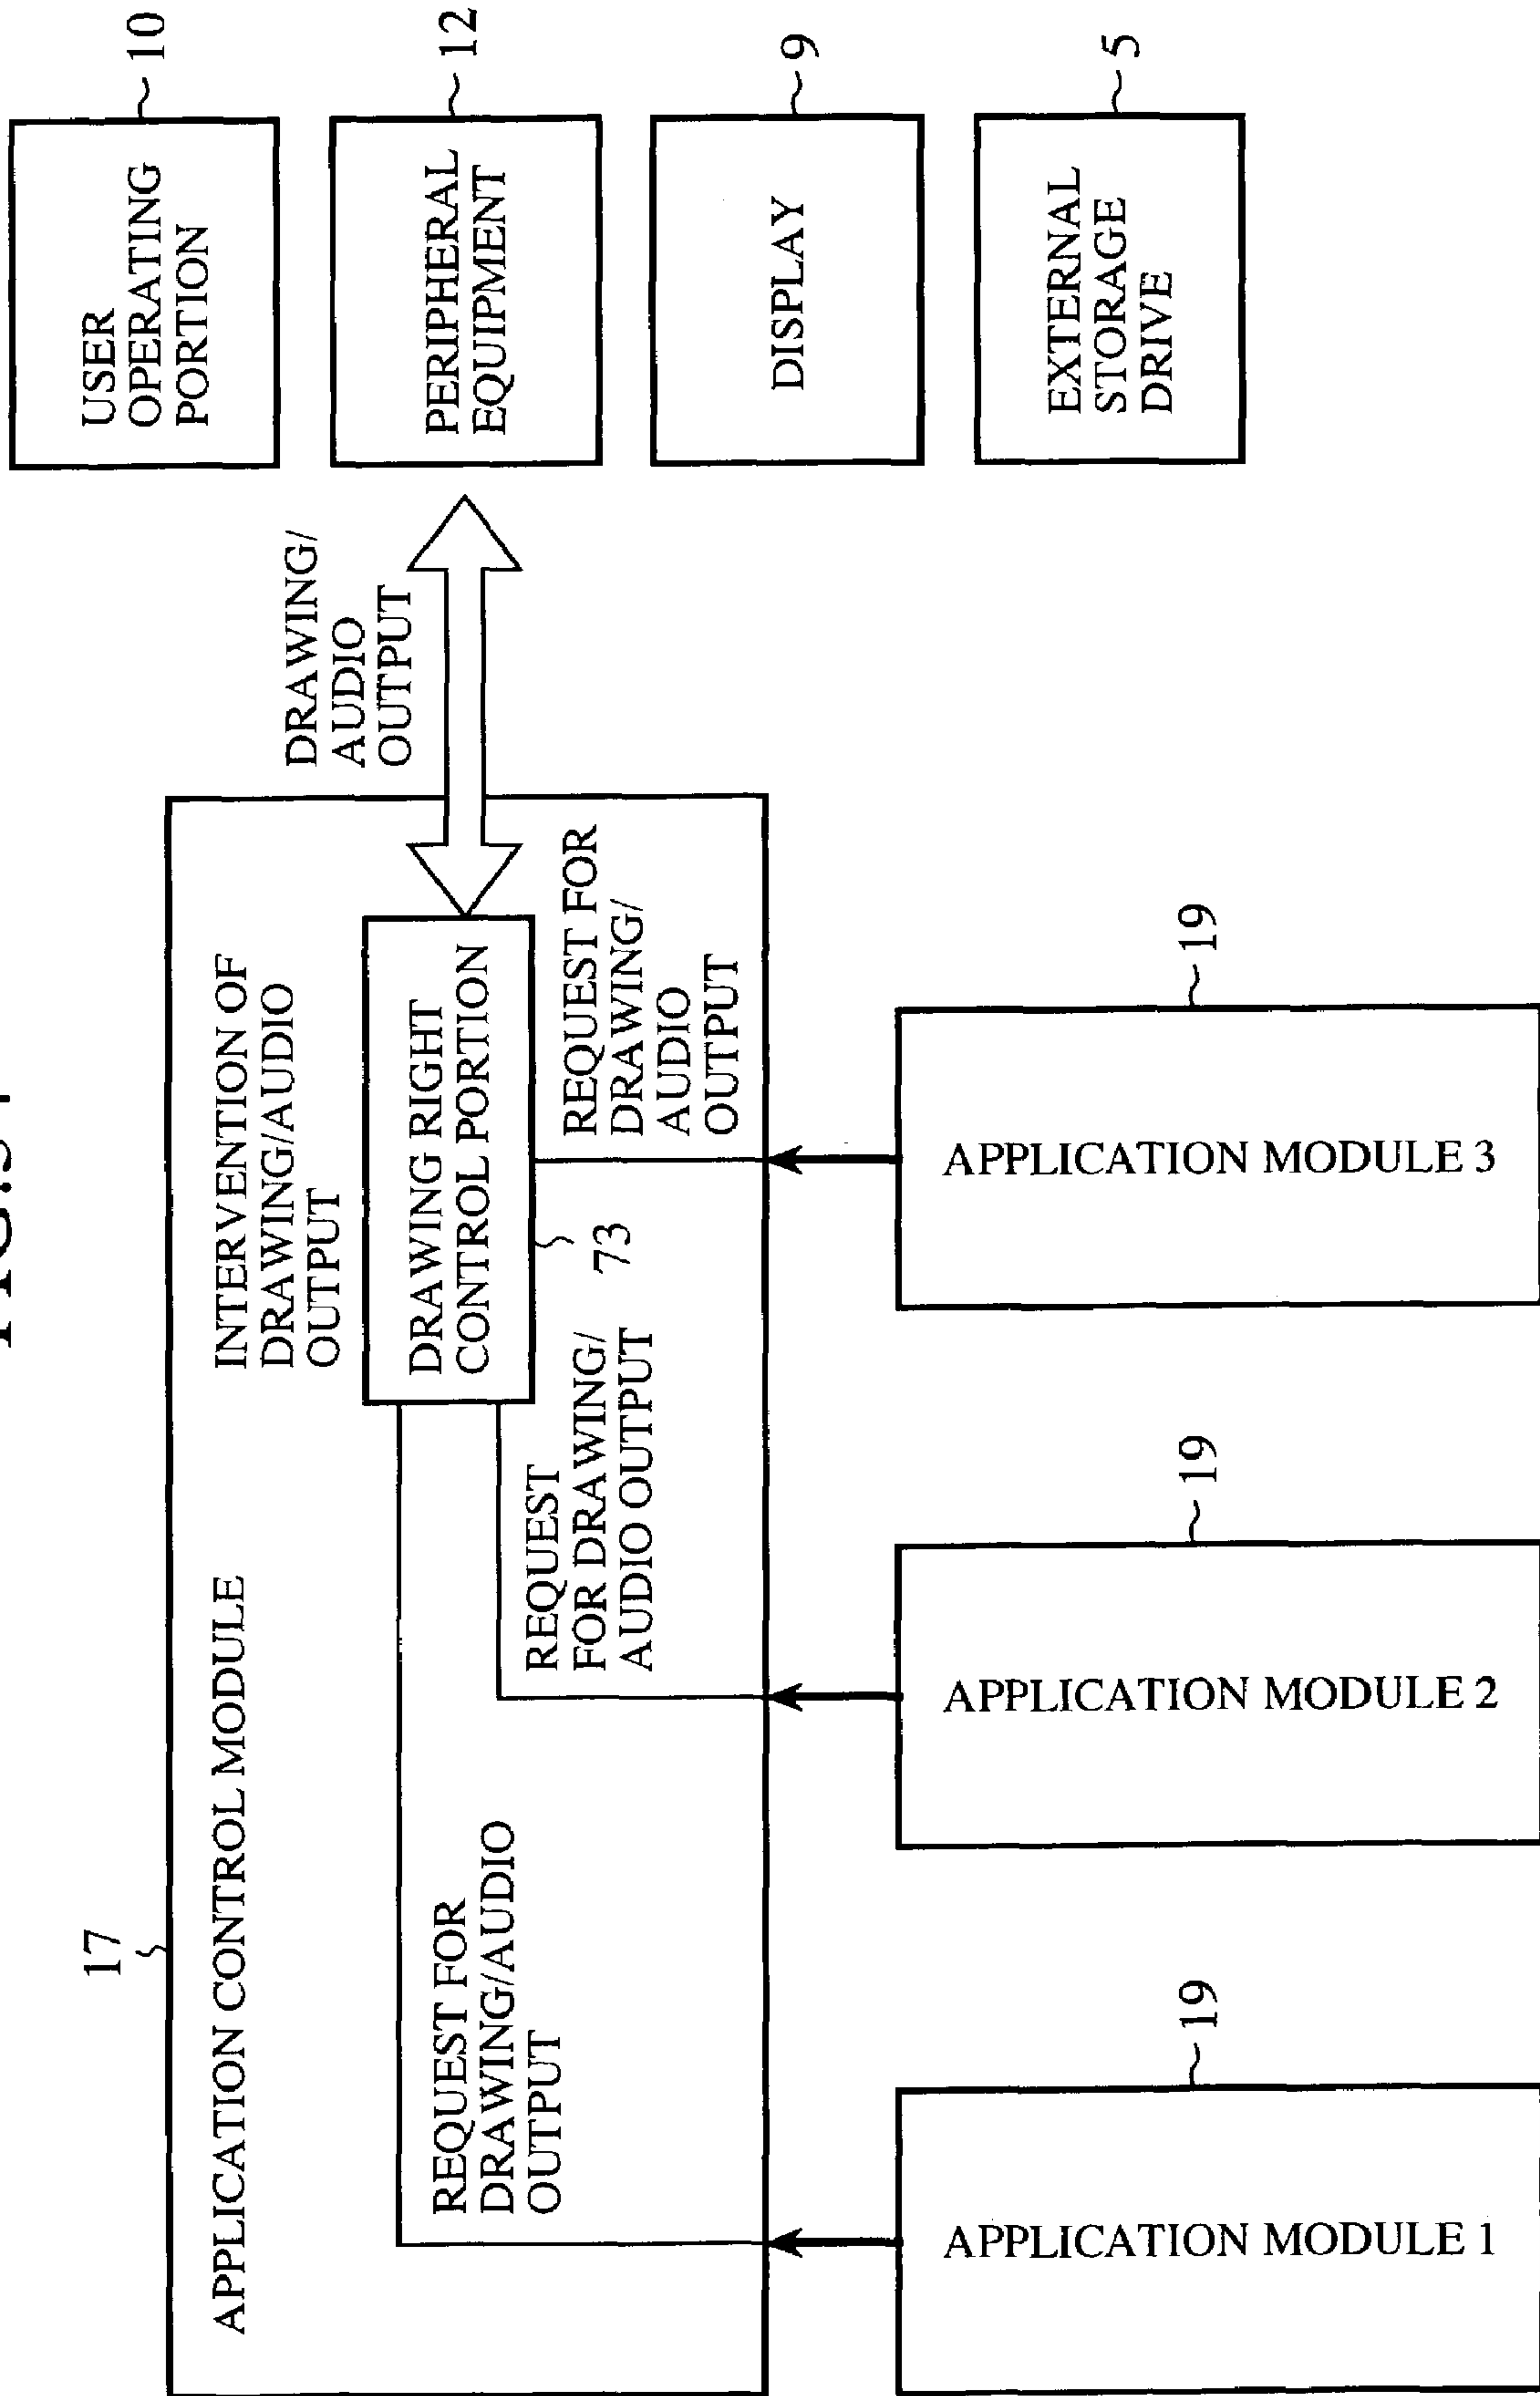 17
APPLICATION CONTROL MODULE
INTERVENTION OF
DRAWING/AUDIO
OUTPUT
DRAWING RIGHT
CONTROL PORTION
73
REQUEST FOR
DRAWING/AUDIO
OUTPUT
REQUEST
FOR DRAWING/
AUDIO OUTPUT
REQUEST FOR
DRAWING/
AUDIO
OUTPUT
DRAWING/
AUDIO
OUTPUT
USER
OPERATING
PORTION
10
PERIPHERAL
EQUIPMENT
12
DISPLAY
9
EXTERNAL
STORAGE
DRIVE
5
19
APPLICATION MODULE 1
19
APPLICATION MODULE 2
19
APPLICATION MODULE 3